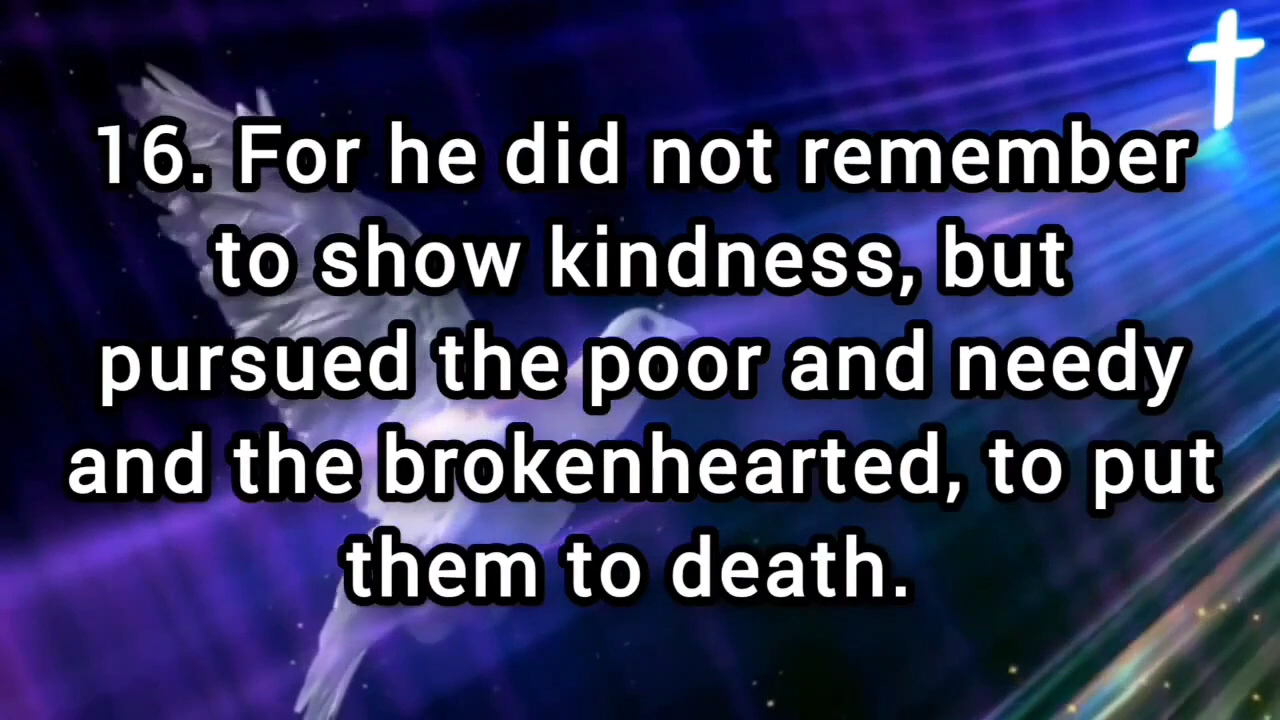 16. For he did not remember
to show kindness, but
pursued the poor and needy
and the brokenhearted, to put
them to death.